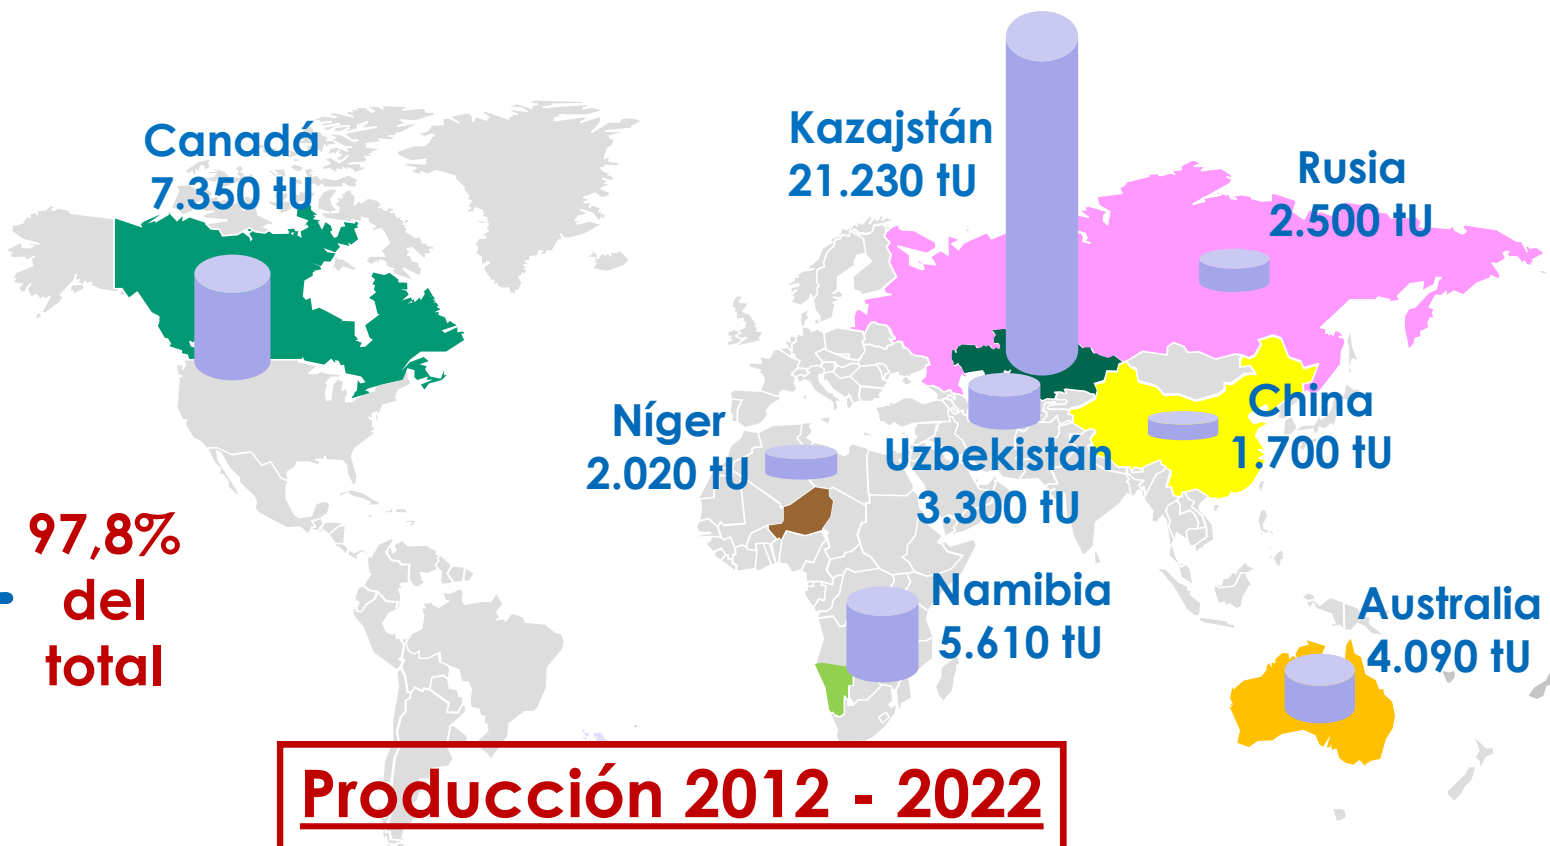 Canadá
7.350 tU
Kazajstán
21.230 tU
Rusia
2.500 tU
Níger
2.020 tU
Uzbekistán
3.300 tU
China
1.700 tU
97,8%
del
total
Namibia
5.610 tU
Australia
4.090 tU
Producción 2012 - 2022